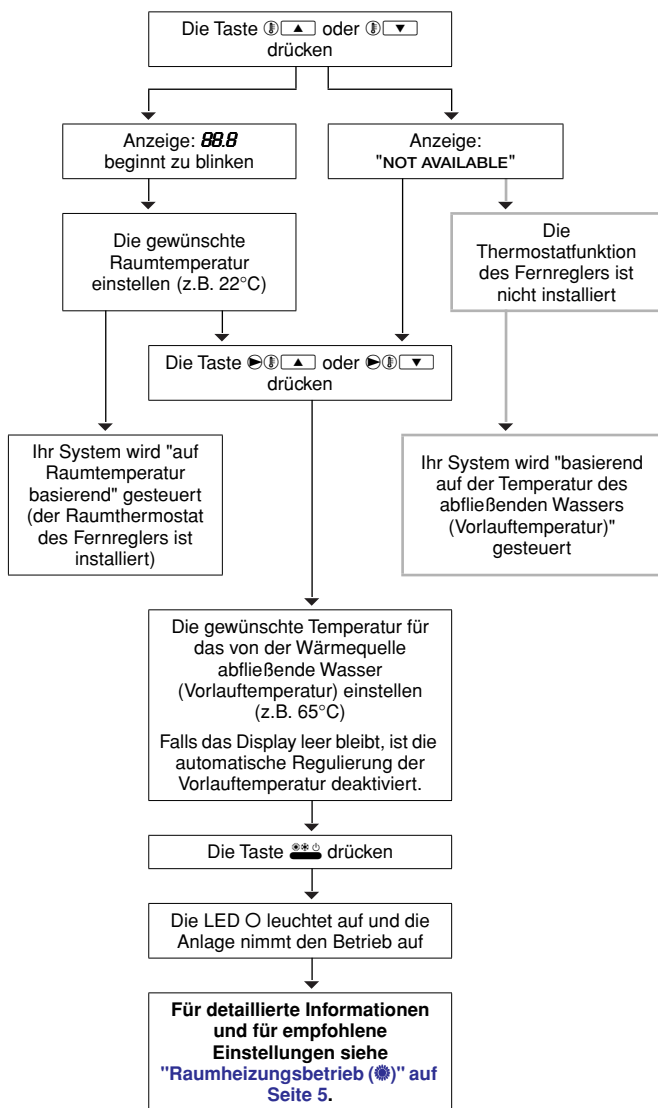 Die Taste ▲ oder ▼
drücken
Anzeige: 88.8
beginnt zu blinken
Anzeige:
"NOT AVAILABLE"
Die gewünschte
Raumtemperatur
einstellen (z.B. 22°C)
Die
Thermostatfunktion
des Fernreglers ist
nicht installiert
Die Taste ▲ oder ▼
drücken
Ihr System wird "auf
Raumtemperatur
basierend" gesteuert
(der Raumthermostat
des Fernreglers ist
installiert)
Ihr System wird "basierend
auf der Temperatur des
abfließenden Wassers
(Vorlauftemperatur)"
gesteuert
Die gewünschte Temperatur für
das von der Wärmequelle
abfließende Wasser
(Vorlauftemperatur) einstellen
(z.B. 65°C)
Falls das Display leer bleibt, ist die
automatische Regulierung der
Vorlauftemperatur deaktiviert.
Die Taste drücken
Die LED O leuchtet auf und die
Anlage nimmt den Betrieb auf
Für detaillierte Informationen
und für empfohlene
Einstellungen siehe
"Raumheizungsbetrieb (☀)" auf
Seite 5.